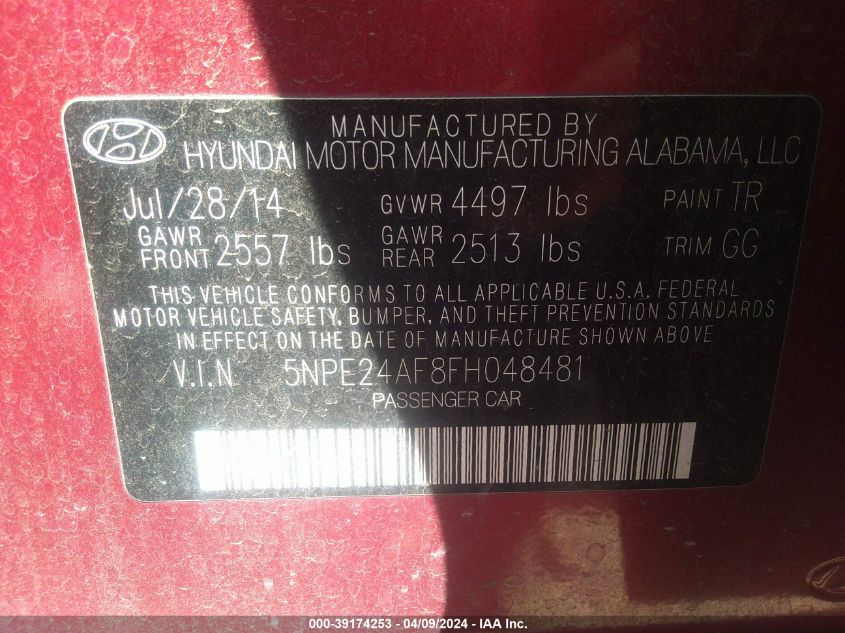 MANUFACTURED BY
HYUNDAI MOTOR MANUFACTURING ALABAMA, LLC
Jul/28/14 GVWR 4497 lbs PAINT TR
GAWR FRONT 2557 lbs GAWR REAR 2513 lbs TRIM GG
THIS VEHICLE CONFORMS TO ALL APPLICABLE U.S.A. FEDERAL
MOTOR VEHICLE SAFETY, BUMPER, AND THEFT PREVENTION STANDARDS
IN EFFECT ON THE DATE OF MANUFACTURE SHOWN ABOVE
V.I.N. 5NPE24AF8FH048481
PASSENGER CAR
000-39174253 - 04/09/2024 - IAA Inc.